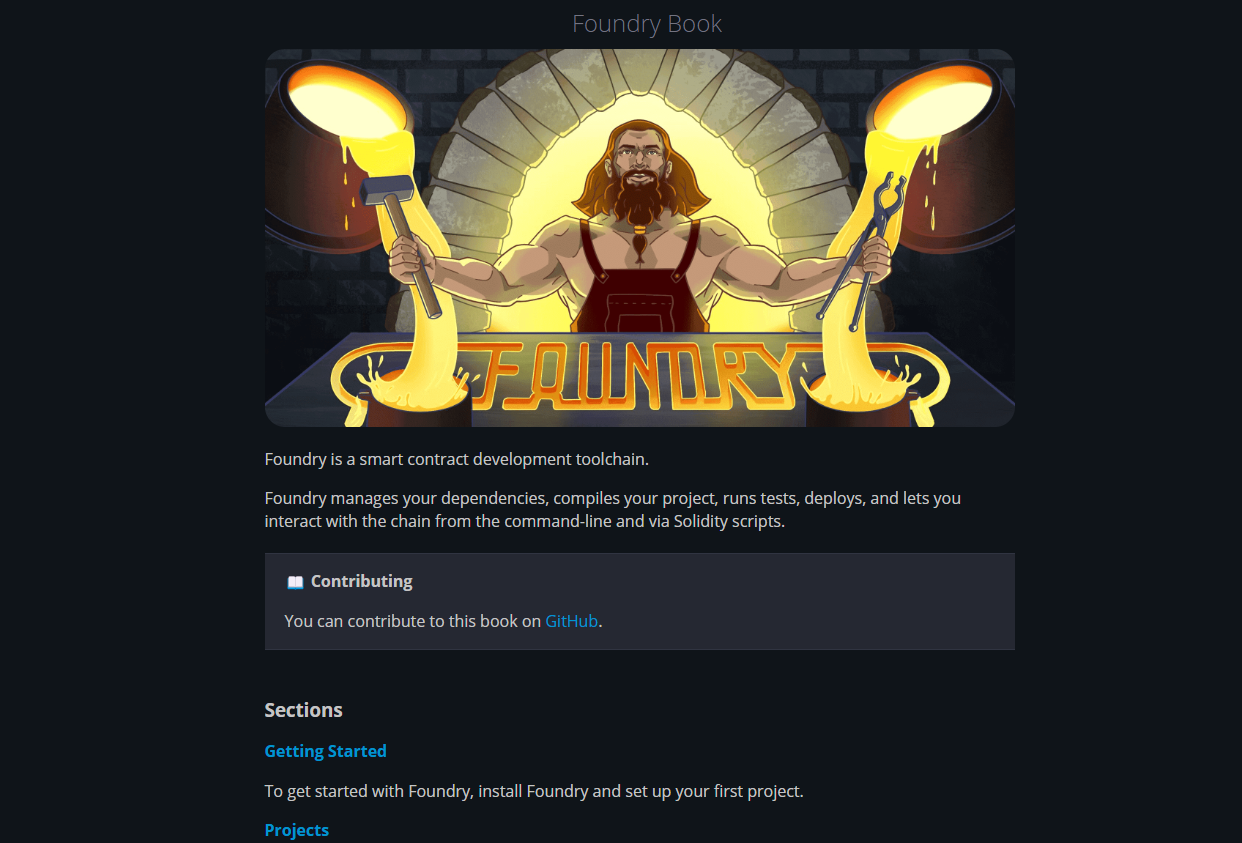 Foundry Book
FOUNDRY
Foundry is a smart contract development toolchain.
Foundry manages your dependencies, compiles your project, runs tests, deploys, and lets you
interact with the chain from the command-line and via Solidity scripts.
📖 Contributing
You can contribute to this book on GitHub.
Sections
Getting Started
To get started with Foundry, install Foundry and set up your first project.
Projects